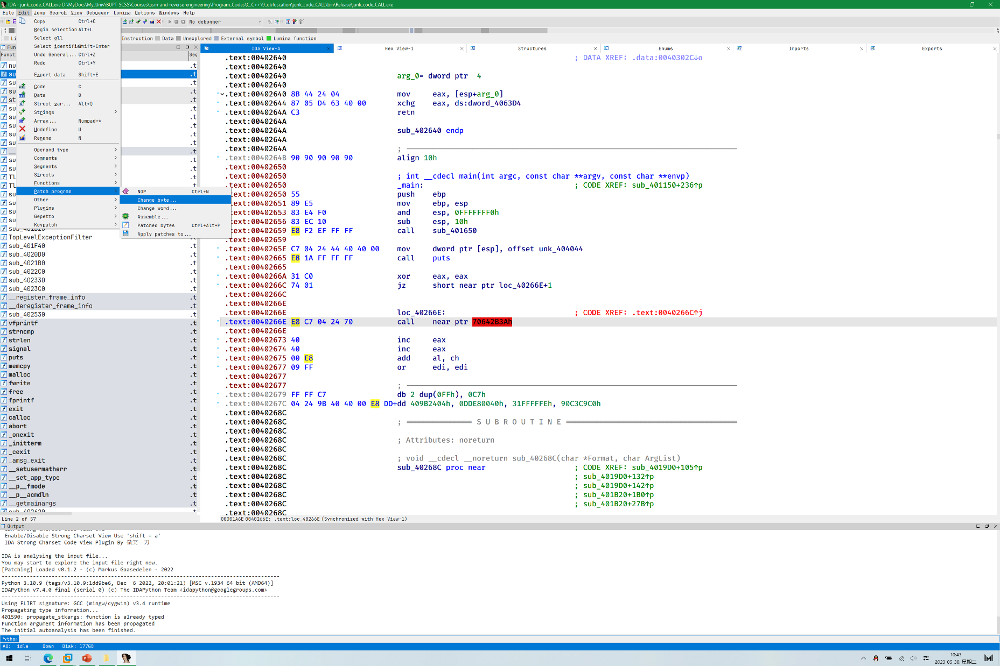 IDA junk_code_CALL.exe D:\MyDocs\My_Univ\BUPT-SCSS\Courses\asm and reverse engineering\Program_Codes\C_C++\9_obfuscation\junk_code_CALL\bin\Release\junk_code_CALL.exe
File Edit Jump Search View Debugger Lumina Options Windows Help
No debugger
Instruction Data Unexplored External symbol Lumina function
Copy Ctrl+C
Begin selection Alt+L
Select all
Select identifie Shift+Enter
Undo General... Ctrl+Z
Redo Ctrl+Y
Export data Shift+E
Code C
Data D
Struct var... Alt+Q
Strings
Array... Numpad+*
Undefine U
Rename N
Operand type
Comments
Segments
Structs
Functions
Patch program
Other
Plugins
Gepetto
Keypatch
NOP Ctrl+N
Change byte...
Change word...
Assemble...
Patched bytes Ctrl+Alt+P
Apply patches to...
TopLevelExceptionFilter .t
sub_401F40 .t
sub_4020D0 .t
sub_4021B0 .t
sub_4022C0 .t
sub_402330 .t
sub_4023C0 .t
__register_frame_info .t
__deregister_frame_info .t
sub_402530 .t
vfprintf .t
strncmp .t
strlen .t
signal .t
puts .t
memcpy .t
malloc .t
fwrite .t
free .t
fprintf .t
exit .t
calloc .t
abort .t
_onexit .t
_initterm .t
_cexit .t
_amsg_exit .t
__setusermatherr .t
__set_app_type .t
__p__fmode .t
__p__acmdln .t
__getmainargs .t
Line 2 of 57
IDA View-A Hex View-1 Structures Enums Imports Exports
.text:00402640 ; DATA XREF: .data:0040302C↓o
.text:00402640
.text:00402640 arg_0= dword ptr 4
.text:00402640
.text:00402640 8B 44 24 04 mov eax, [esp+arg_0]
.text:00402644 87 05 D4 63 40 00 xchg eax, ds:dword_4063D4
.text:0040264A C3 retn
.text:0040264A
.text:0040264A sub_402640 endp
.text:0040264A
.text:0040264A ;
.text:0040264B 90 90 90 90 90 align 10h
.text:00402650
.text:00402650 ; int __cdecl main(int argc, const char **argv, const char **envp)
.text:00402650 _main: ; CODE XREF: sub_401150+236↑p
.text:00402650 55 push ebp
.text:00402651 89 E5 mov ebp, esp
.text:00402653 83 E4 F0 and esp, 0FFFFFFF0h
.text:00402656 83 EC 10 sub esp, 10h
.text:00402659 E8 F2 EF FF FF call sub_401650
.text:00402659
.text:0040265E C7 04 24 44 40 40 00 mov dword ptr [esp], offset unk_404044
.text:00402665 E8 1A FF FF FF call puts
.text:00402665
.text:0040266A 31 C0 xor eax, eax
.text:0040266C 74 01 jz short near ptr loc_40266E+1
.text:0040266C
.text:0040266E
.text:0040266E loc_40266E: ; CODE XREF: .text:0040266C↑j
.text:0040266E E8 C7 04 24 70 call near ptr 70642B3Ah
.text:0040266E
.text:00402673 40 inc eax
.text:00402674 40 inc eax
.text:00402675 00 E8 add al, ch
.text:00402677 09 FF or edi, edi
.text:00402677
.text:00402677 ;
.text:00402679 FF FF C7 db 2 dup(0FFh), 0C7h
.text:0040267C 04 24 9B 40 40 00 E8 DD+dd 409B2404h, 0DDE80040h, 31FFFFFEh, 90C3C9C0h
.text:0040268C
.text:0040268C ; S U B R O U T I N E
.text:0040268C
.text:0040268C ; Attributes: noreturn
.text:0040268C
.text:0040268C ; void __cdecl __noreturn sub_40268C(char *Format, char ArgList)
.text:0040268C sub_40268C proc near ; CODE XREF: sub_4019D0+105↑p
.text:0040268C ; sub_4019D0+132↑p
.text:0040268C ; sub_4019D0+142↑p
.text:0040268C ; sub_401B20+1B0↑p
.text:0040268C ; sub_401B20+27B↑p
.text:0040268C
00001A6E 0040266E: .text:loc_40266E (Synchronized with Hex View-1)
Output
Enable/Disable Strong Charset View Use 'shift + a'
IDA Strong Charset Code View Plugin By 微笑一刀
IDA is analysing the input file...
You may start to explore the input file right now.
[Patching] Loaded v0.1.2 - (c) Markus Gaasedelen - 2022
Python 3.10.9 (tags/v3.10.9:1dd9be6, Dec 6 2022, 20:01:21) [MSC v.1934 64 bit (AMD64)]
IDAPython v7.4.0 final (serial 0) (c) The IDAPython Team <idapython@googlegroups.com>
Using FLIRT signature: GCC (mingw/cygwin) v3.4 runtime
Propagating type information...
401590: propagate_stkargs: function is already typed
Function argument information has been propagated
The initial autoanalysis has been finished.
AU: idle Down Disk: 177GB
10:43
2023-05-30, 星期二